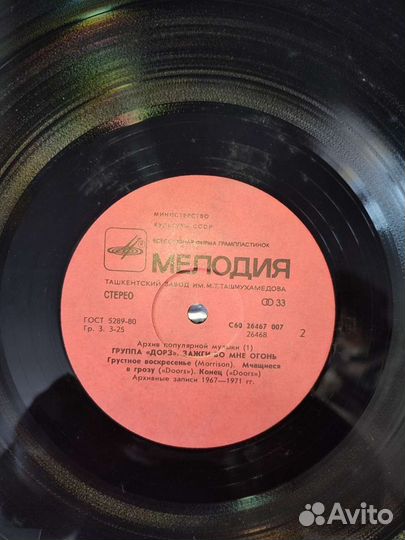 МИНИСТЕРСТВО
КУЛЬТУРЫ СССР
ВСЕСОЮЗНАЯ ФИРМА ГРАМПЛАСТИНОК
МЕЛОДИЯ
ТАШКЕНТСКИЙ ЗАВОД ИМ. М. Т. ТАШМУХАМЕДОВА
СТЕРЕО
33
ГОСТ 5289-80
Гр. 3. 3-25
С60 26467 007
26468
2
Архив популярной музыки (1)
ГРУППА «ДОРЗ». ЗАЖГИ ВО МНЕ ОГОНЬ
Грустное воскресенье (Morrison). Мчащиеся
в грозу («Doors»). Конец («Doors»)
Архивные записи 1967—1971 гг.
Avito